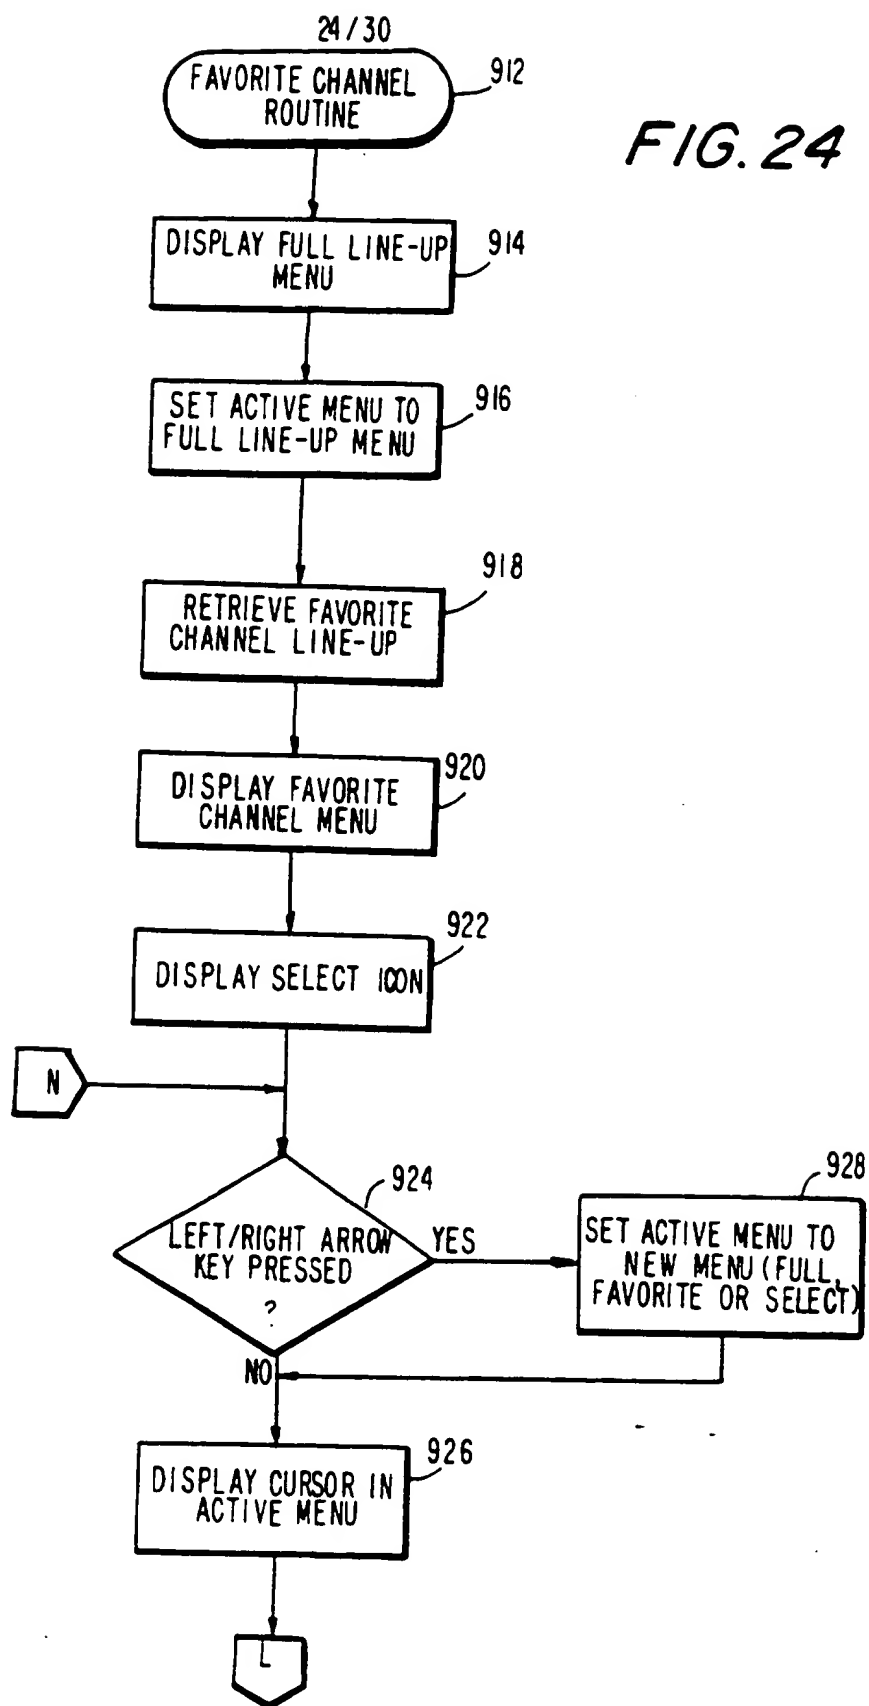 24/30
FAVORITE CHANNEL
ROUTINE
912
FIG. 24
DISPLAY FULL LINE-UP
MENU
914
SET ACTIVE MENU TO
FULL LINE-UP MENU
916
RETRIEVE FAVORITE
CHANNEL LINE-UP
918
DISPLAY FAVORITE
CHANNEL MENU
920
DISPLAY SELECT ICON
922
N
924
LEFT/RIGHT ARROW
KEY PRESSED
?
YES
928
SET ACTIVE MENU TO
NEW MENU (FULL,
FAVORITE OR SELECT)
NO
DISPLAY CURSOR IN
ACTIVE MENU
926
L